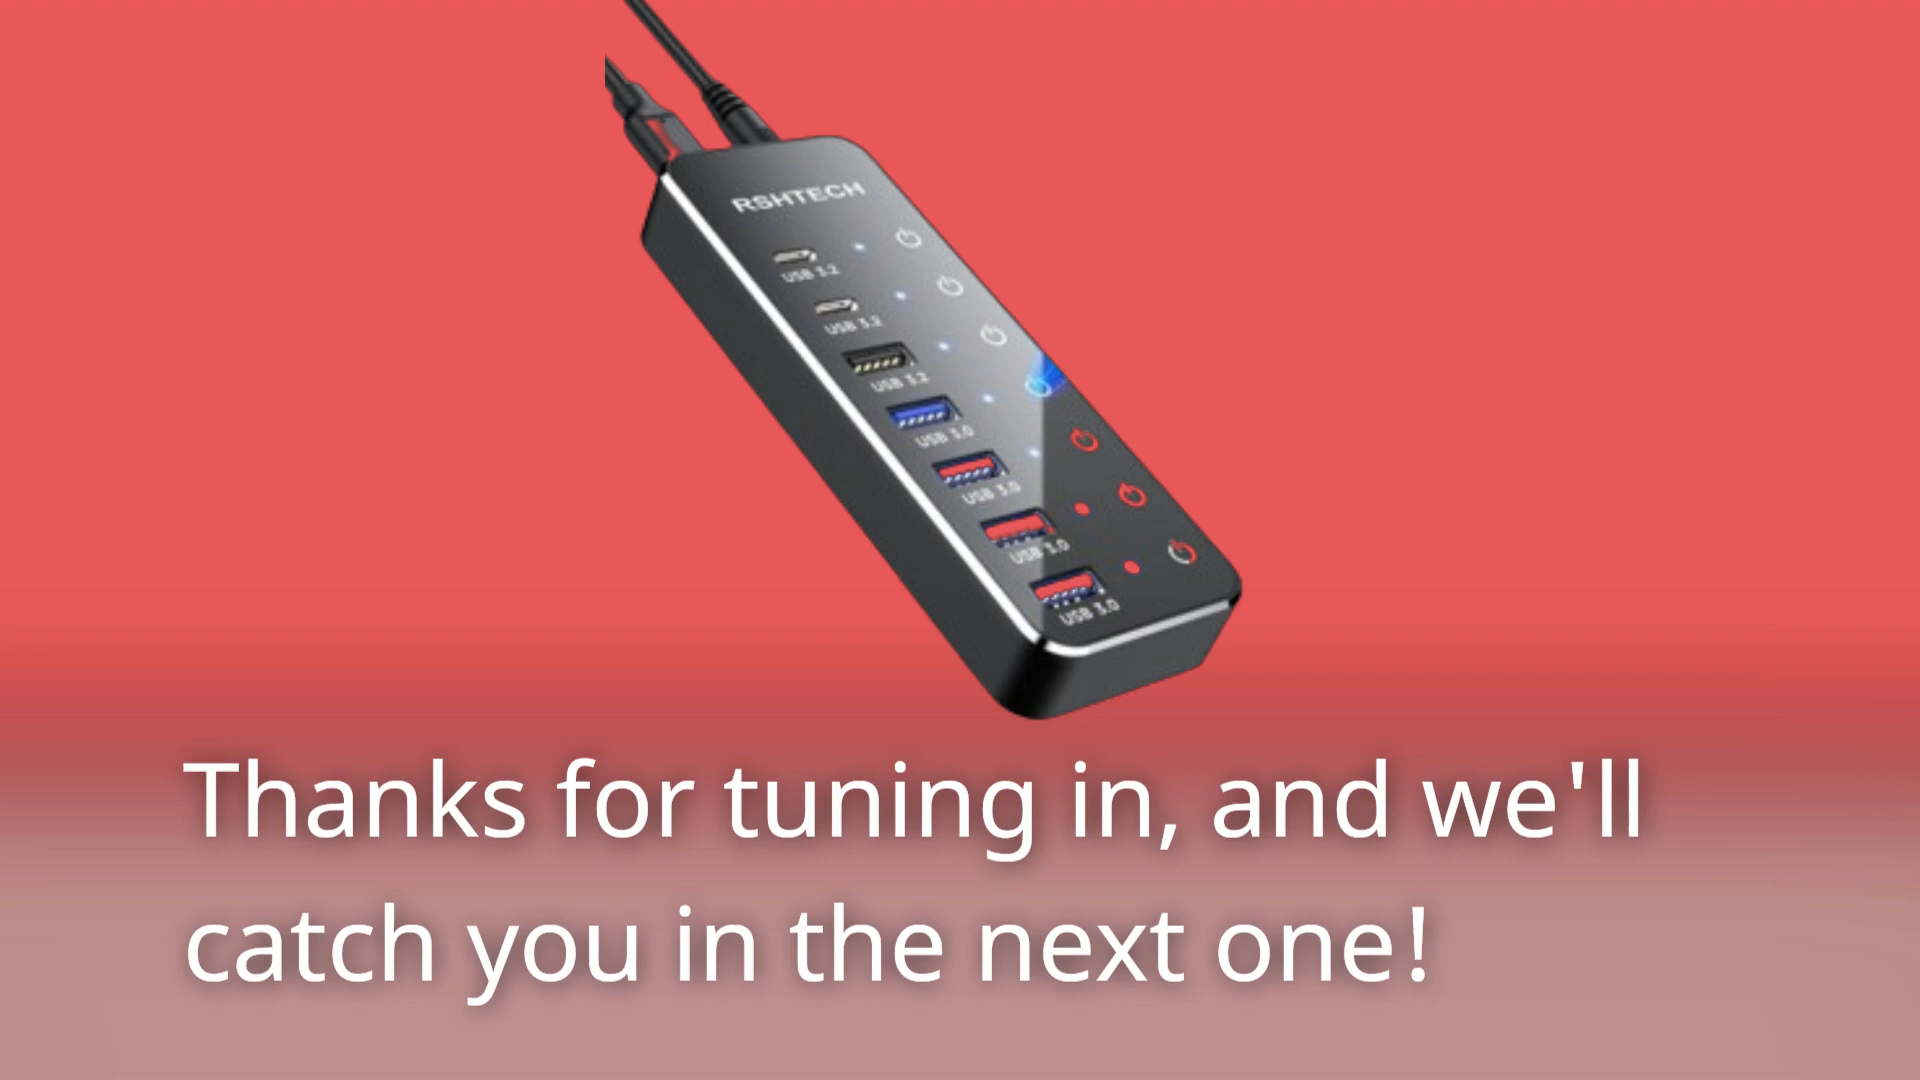 RSHTECH
USB 3.2
USB 3.2
USB 3.2
USB 3.0
USB 3.0
USB 3.0
USB 3.0
Thanks for tuning in, and we'll
catch you in the next one!